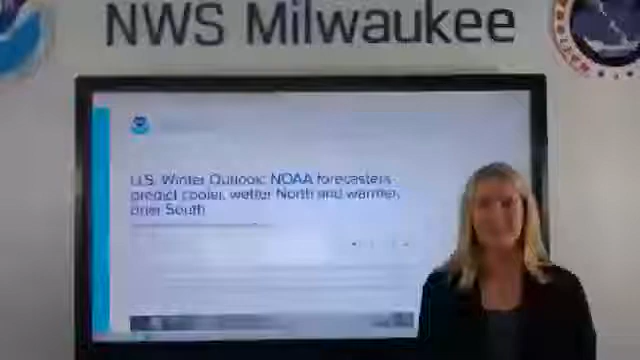 NWS Milwaukee
U.S. Winter Outlook: NOAA forecasters
predict cooler, wetter North and warmer,
drier South